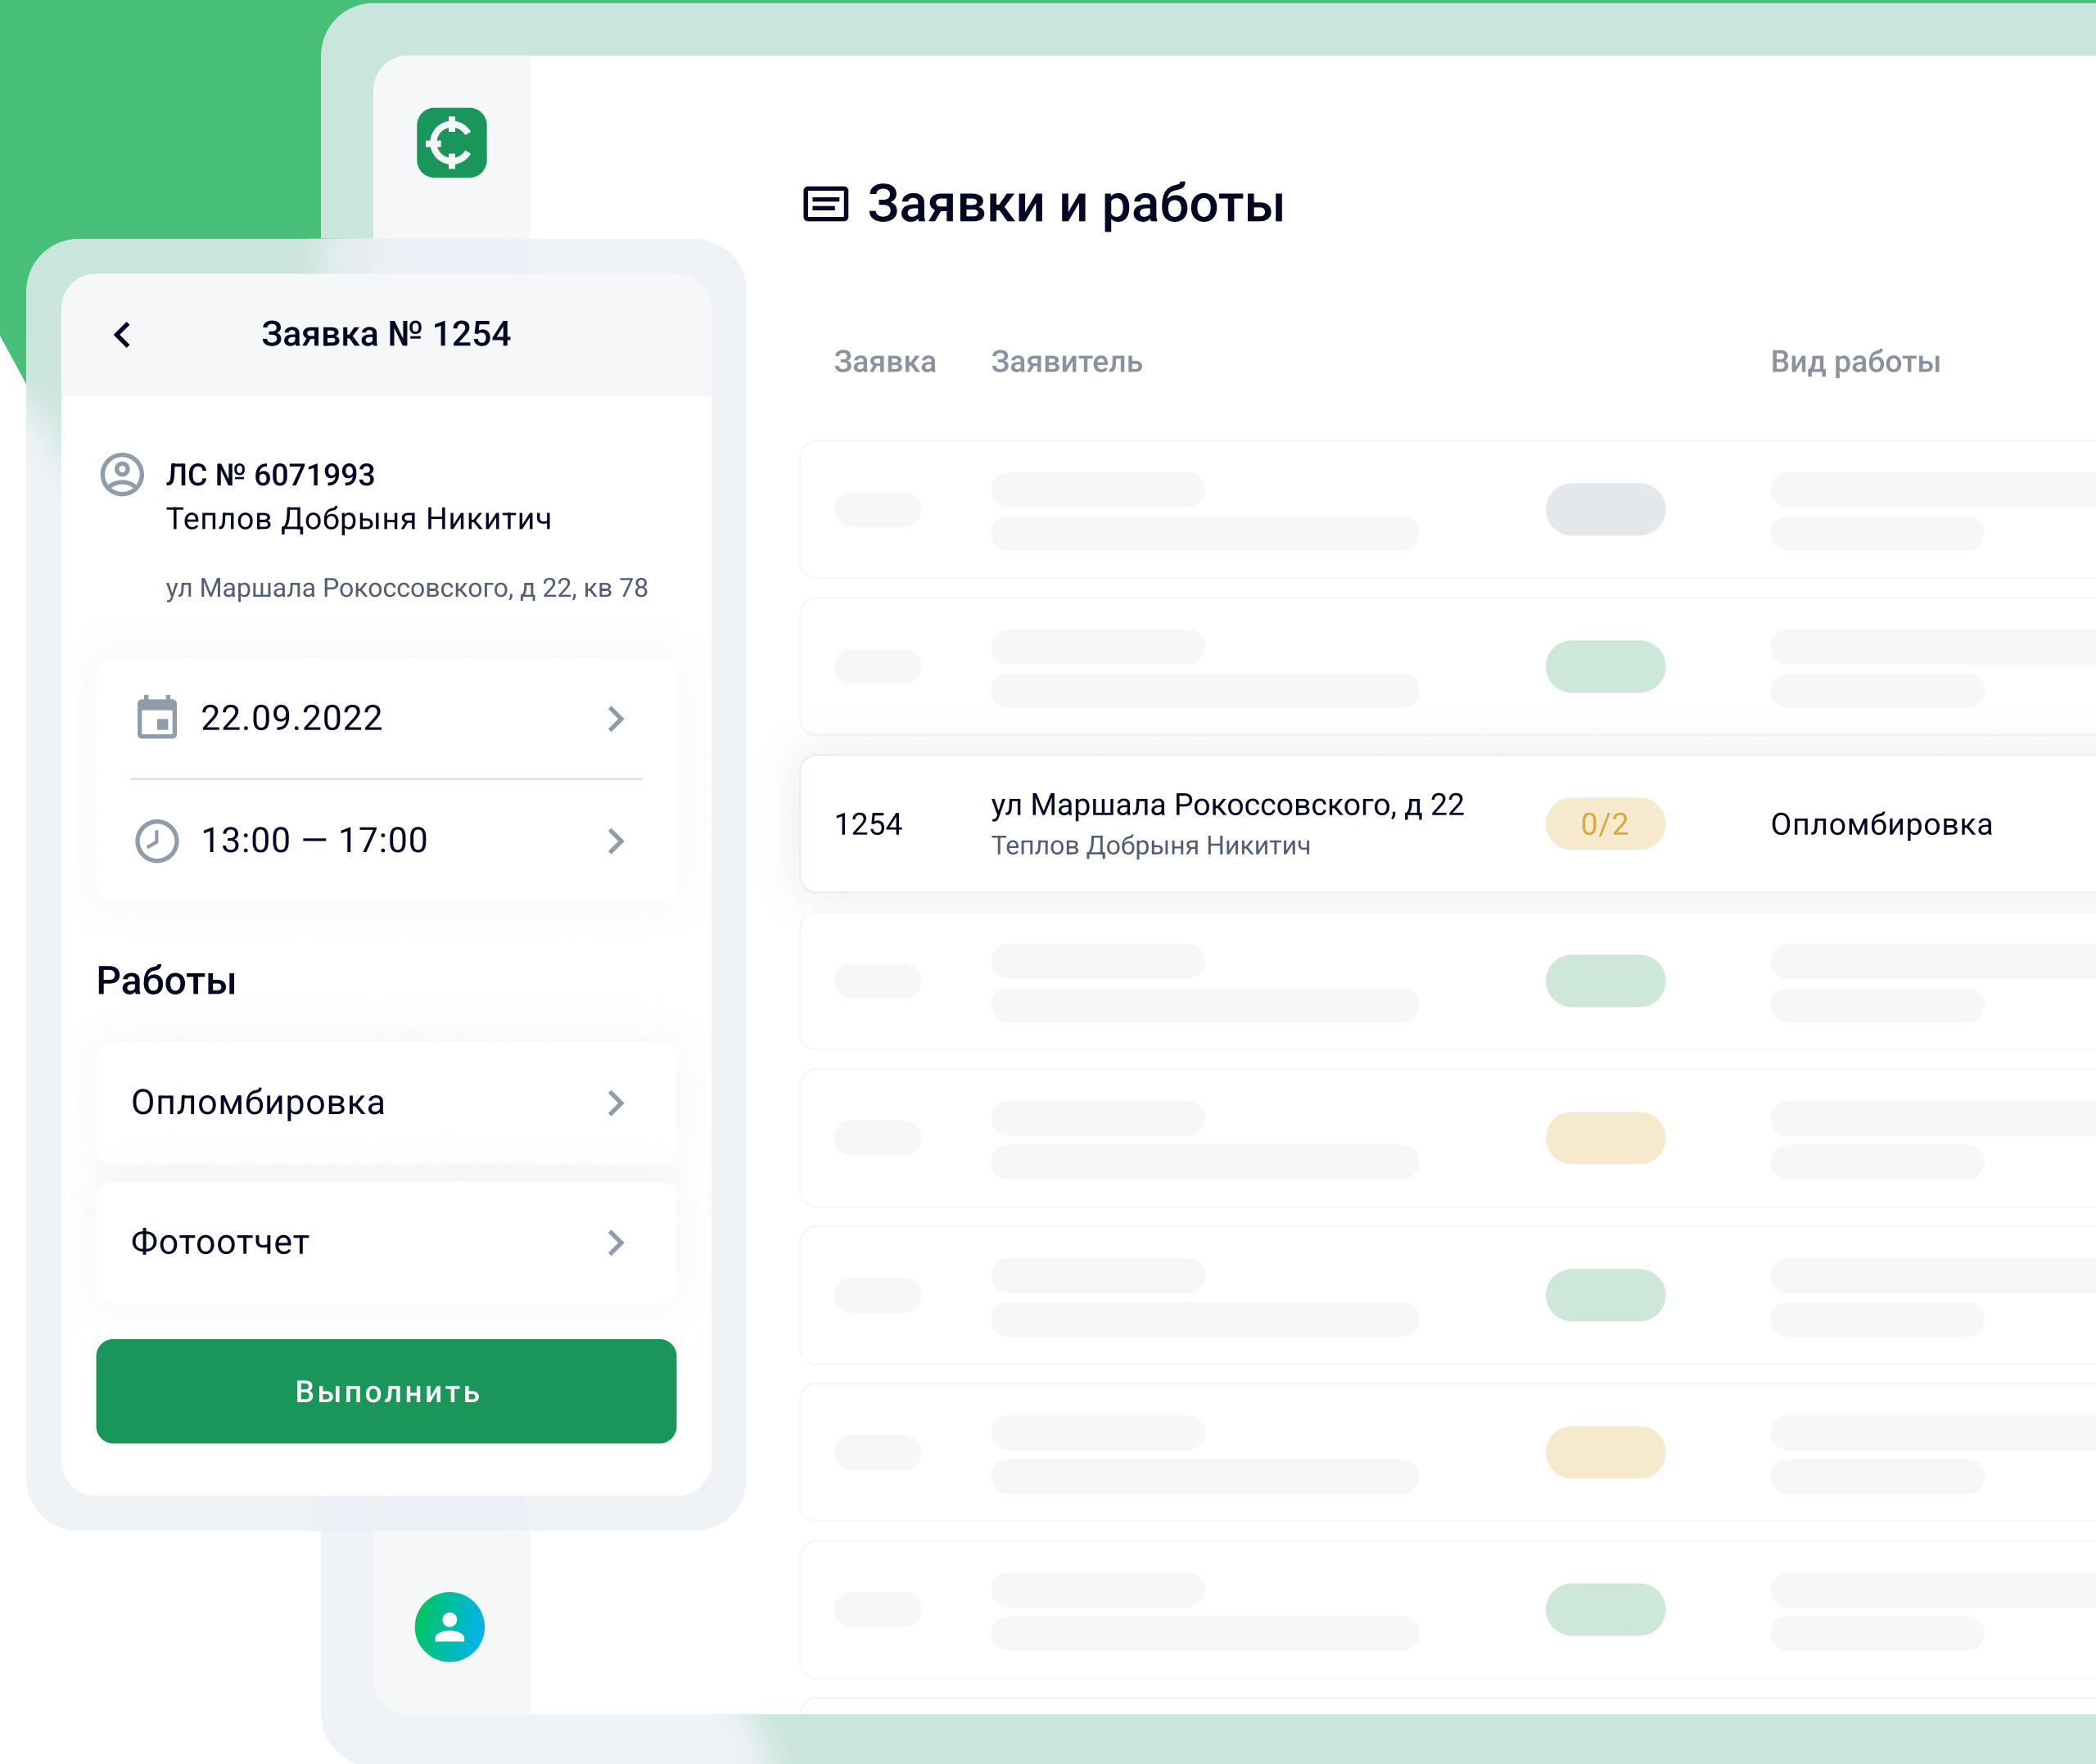 Заявки и работы
Заявка Заявитель Вид работы
1254
ул Маршала Рокоссовского, д 22
Теплов Добрыня Никитич
0/2
Опломбировка
Заявка № 1254
ЛС № 6071993
Теплов Добрыня Никитич
ул Маршала Рокоссовского, д 22, кв 78
22.09.2022
13:00 — 17:00
Работы
Опломбировка
Фотоотчет
Выполнить